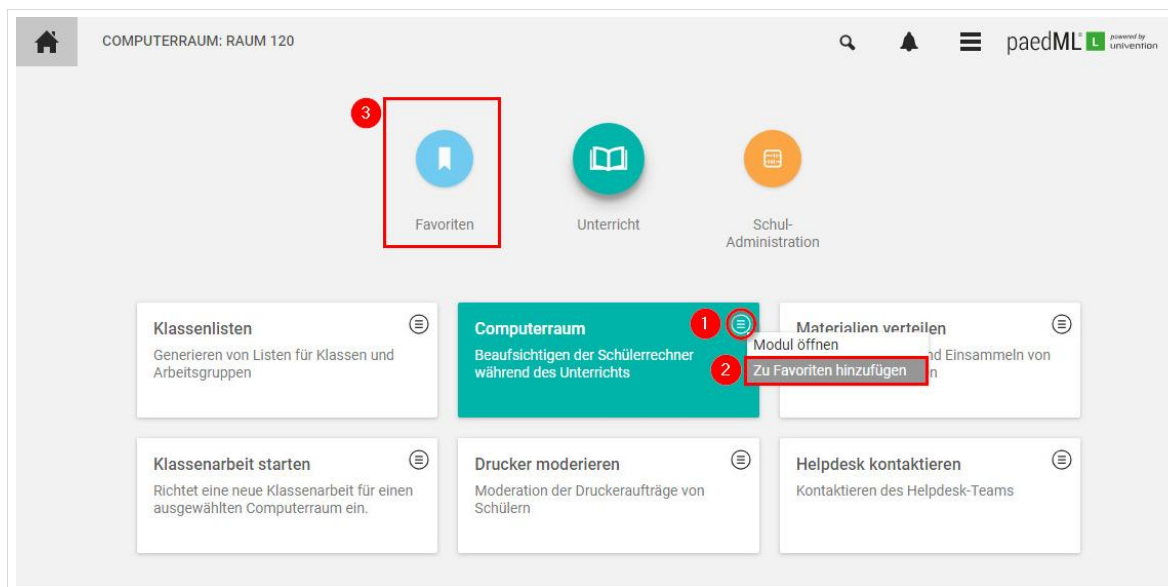 COMPUTERRAUM: RAUM 120
paedML L powered by
univention
3
Favoriten
Unterricht
Schul-
Administration
Klassenlisten
Generieren von Listen für Klassen und
Arbeitsgruppen
Computerraum
Beaufsichtigen der Schülerrechner
während des Unterrichts
1
Modul öffnen
2
Zu Favoriten hinzufügen
Materialien verteilen
nd Einsammeln von
n
Klassenarbeit starten
Richtet eine neue Klassenarbeit für einen
ausgewählten Computerraum ein.
Drucker moderieren
Moderation der Druckeraufträge von
Schülern
Helpdesk kontaktieren
Kontaktieren des Helpdesk-Teams